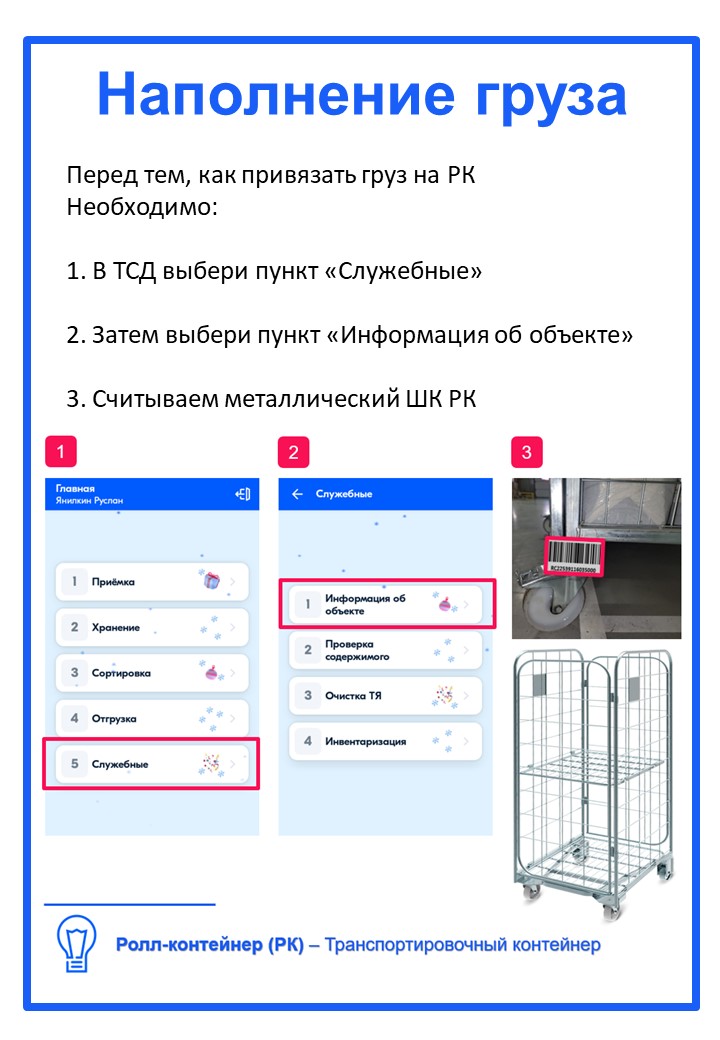 Наполнение груза
Перед тем, как привязать груз на РК
Необходимо:
1. В ТСД выбери пункт «Служебные»
2. Затем выбери пункт «Информация об объекте»
3. Считываем металлический ШК РК
1
2
3
Главная
Янилкин Руслан
1 Приёмка
2 Хранение
3 Сортировка
4 Отгрузка
5 Служебные
Служебные
1 Информация об
объекте
2 Проверка
содержимого
3 Очистка ТЯ
4 Инвентаризация
Ролл-контейнер (РК) – Транспортировочный контейнер